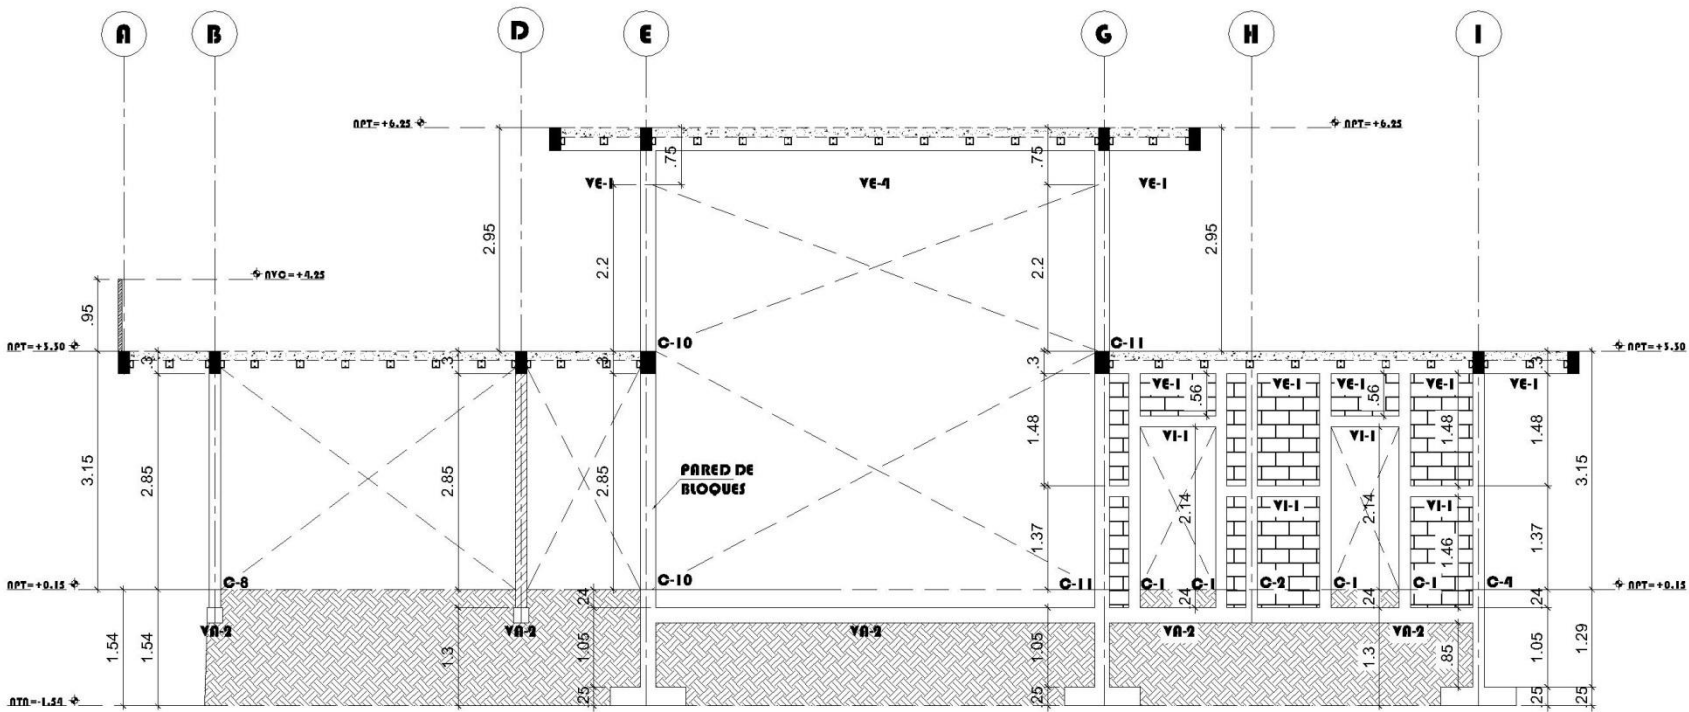 A B D E G H I
NPT=+6.25 NPT=+6.25
.75 .75
VE-1 VE-4 VE-1
2.95 2.2 2.2 2.95
NVC=+4.25
.95
NPT=+3.30 C-10 C-11 NPT=+3.30
.3 .3 .3 .3 .3
VE-1 .56 VE-1 VE-1 .56 VE-1 VE-1
1.48 1.48 1.48
VI-1 VI-1
3.15 2.85 2.85 2.85 PARED DE
BLOQUES
3.15
2.14 VI-1 2.14 VI-1
1.37 1.46 1.37
NPT=+0.15 C-8 C-10 C-11 C-1 C-1 C-2 C-1 C-1 C-4 NPT=+0.15
.24 .24 .24 .24
VA-2 VA-2 VA-2 VA-2 VA-2
1.54 1.54 1.3 1.05 1.05 1.3 .85 1.05 1.29
.25 .25 .25 .25 .25
NTN=-1.54